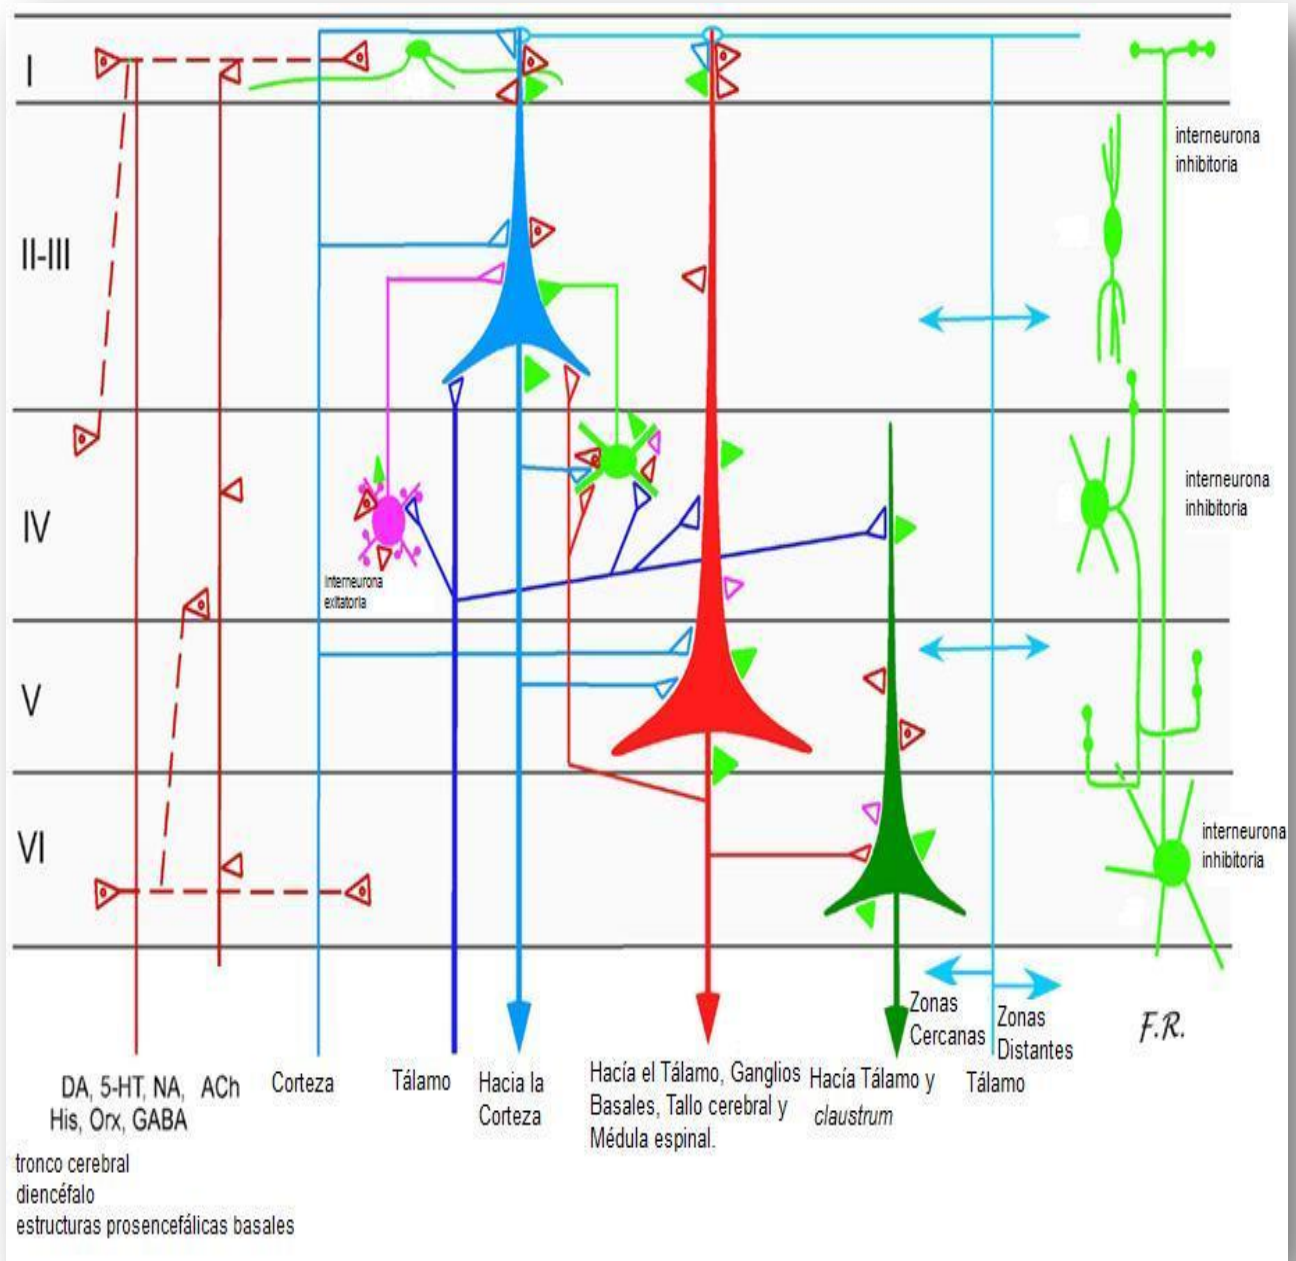 I
II-III
IV
V
VI
interneurona
inhibitoria
interneurona
inhibitoria
interneurona
inhibitoria
Interneurona
exitatoria
F.R.
Zonas
Cercanas
Zonas
Distantes
DA, 5-HT, NA,
His, Orx, GABA
ACh
Corteza
Tálamo
Hacia la
Corteza
Hacía el Tálamo, Ganglios
Basales, Tallo cerebral y
Médula espinal.
Hacía Tálamo y
claustrum
Tálamo
tronco cerebral
diencéfalo
estructuras prosencefálicas basales